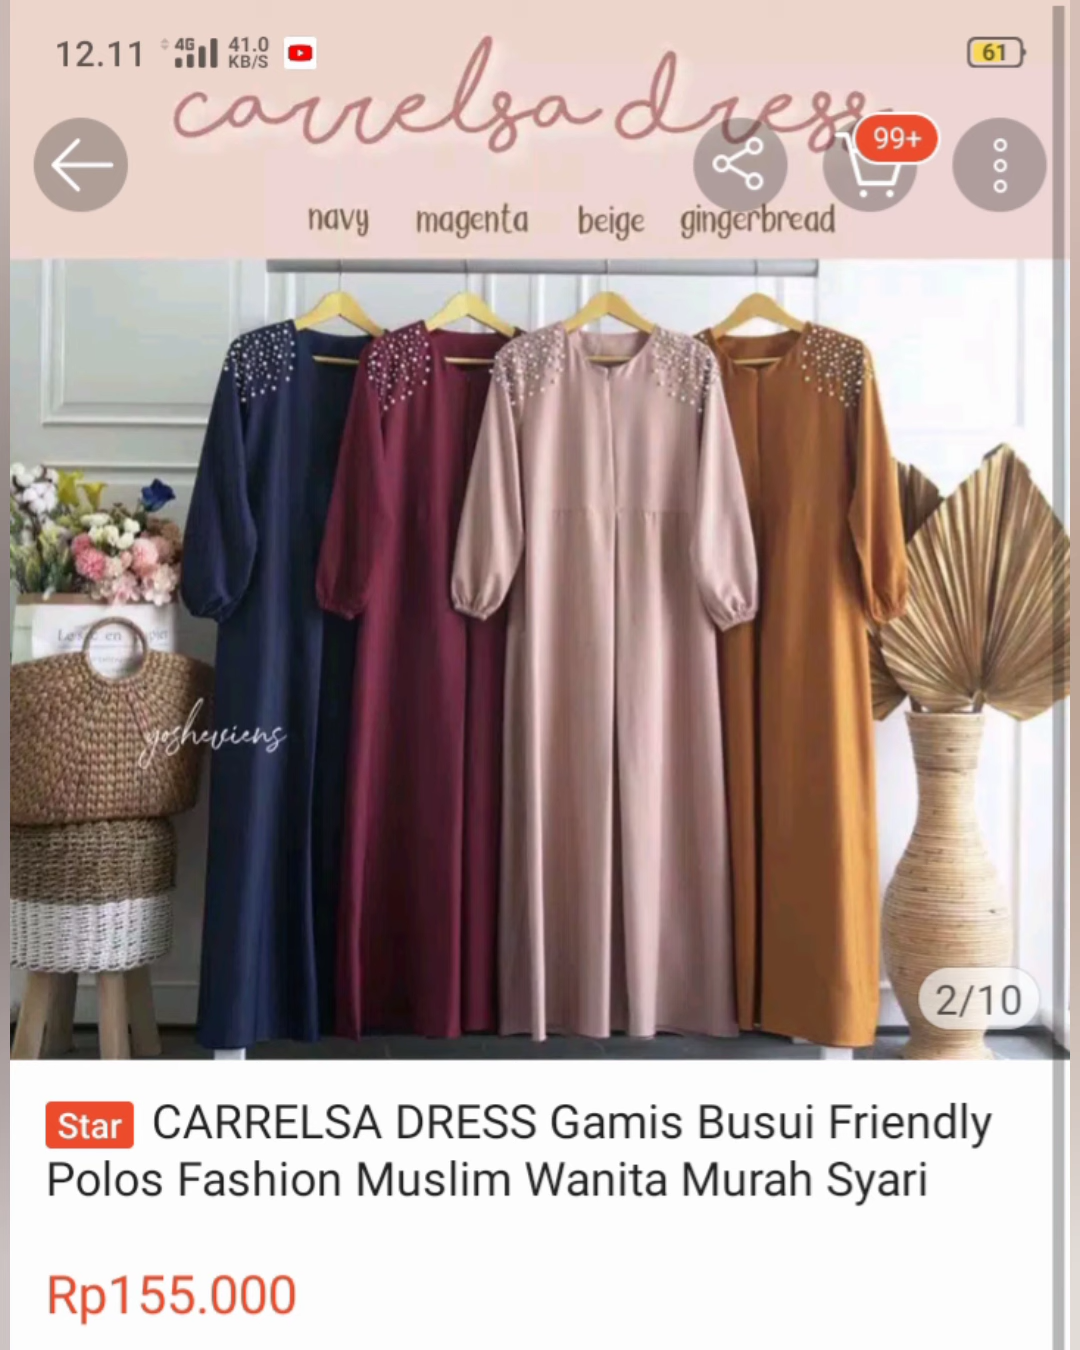 12.11 4G 41.0 KB/S 61
carrelsa dress
99+
navy magenta beige gingerbread
yosheviens
2/10
Star CARRELSA DRESS Gamis Busui Friendly
Polos Fashion Muslim Wanita Murah Syari
Rp155.000